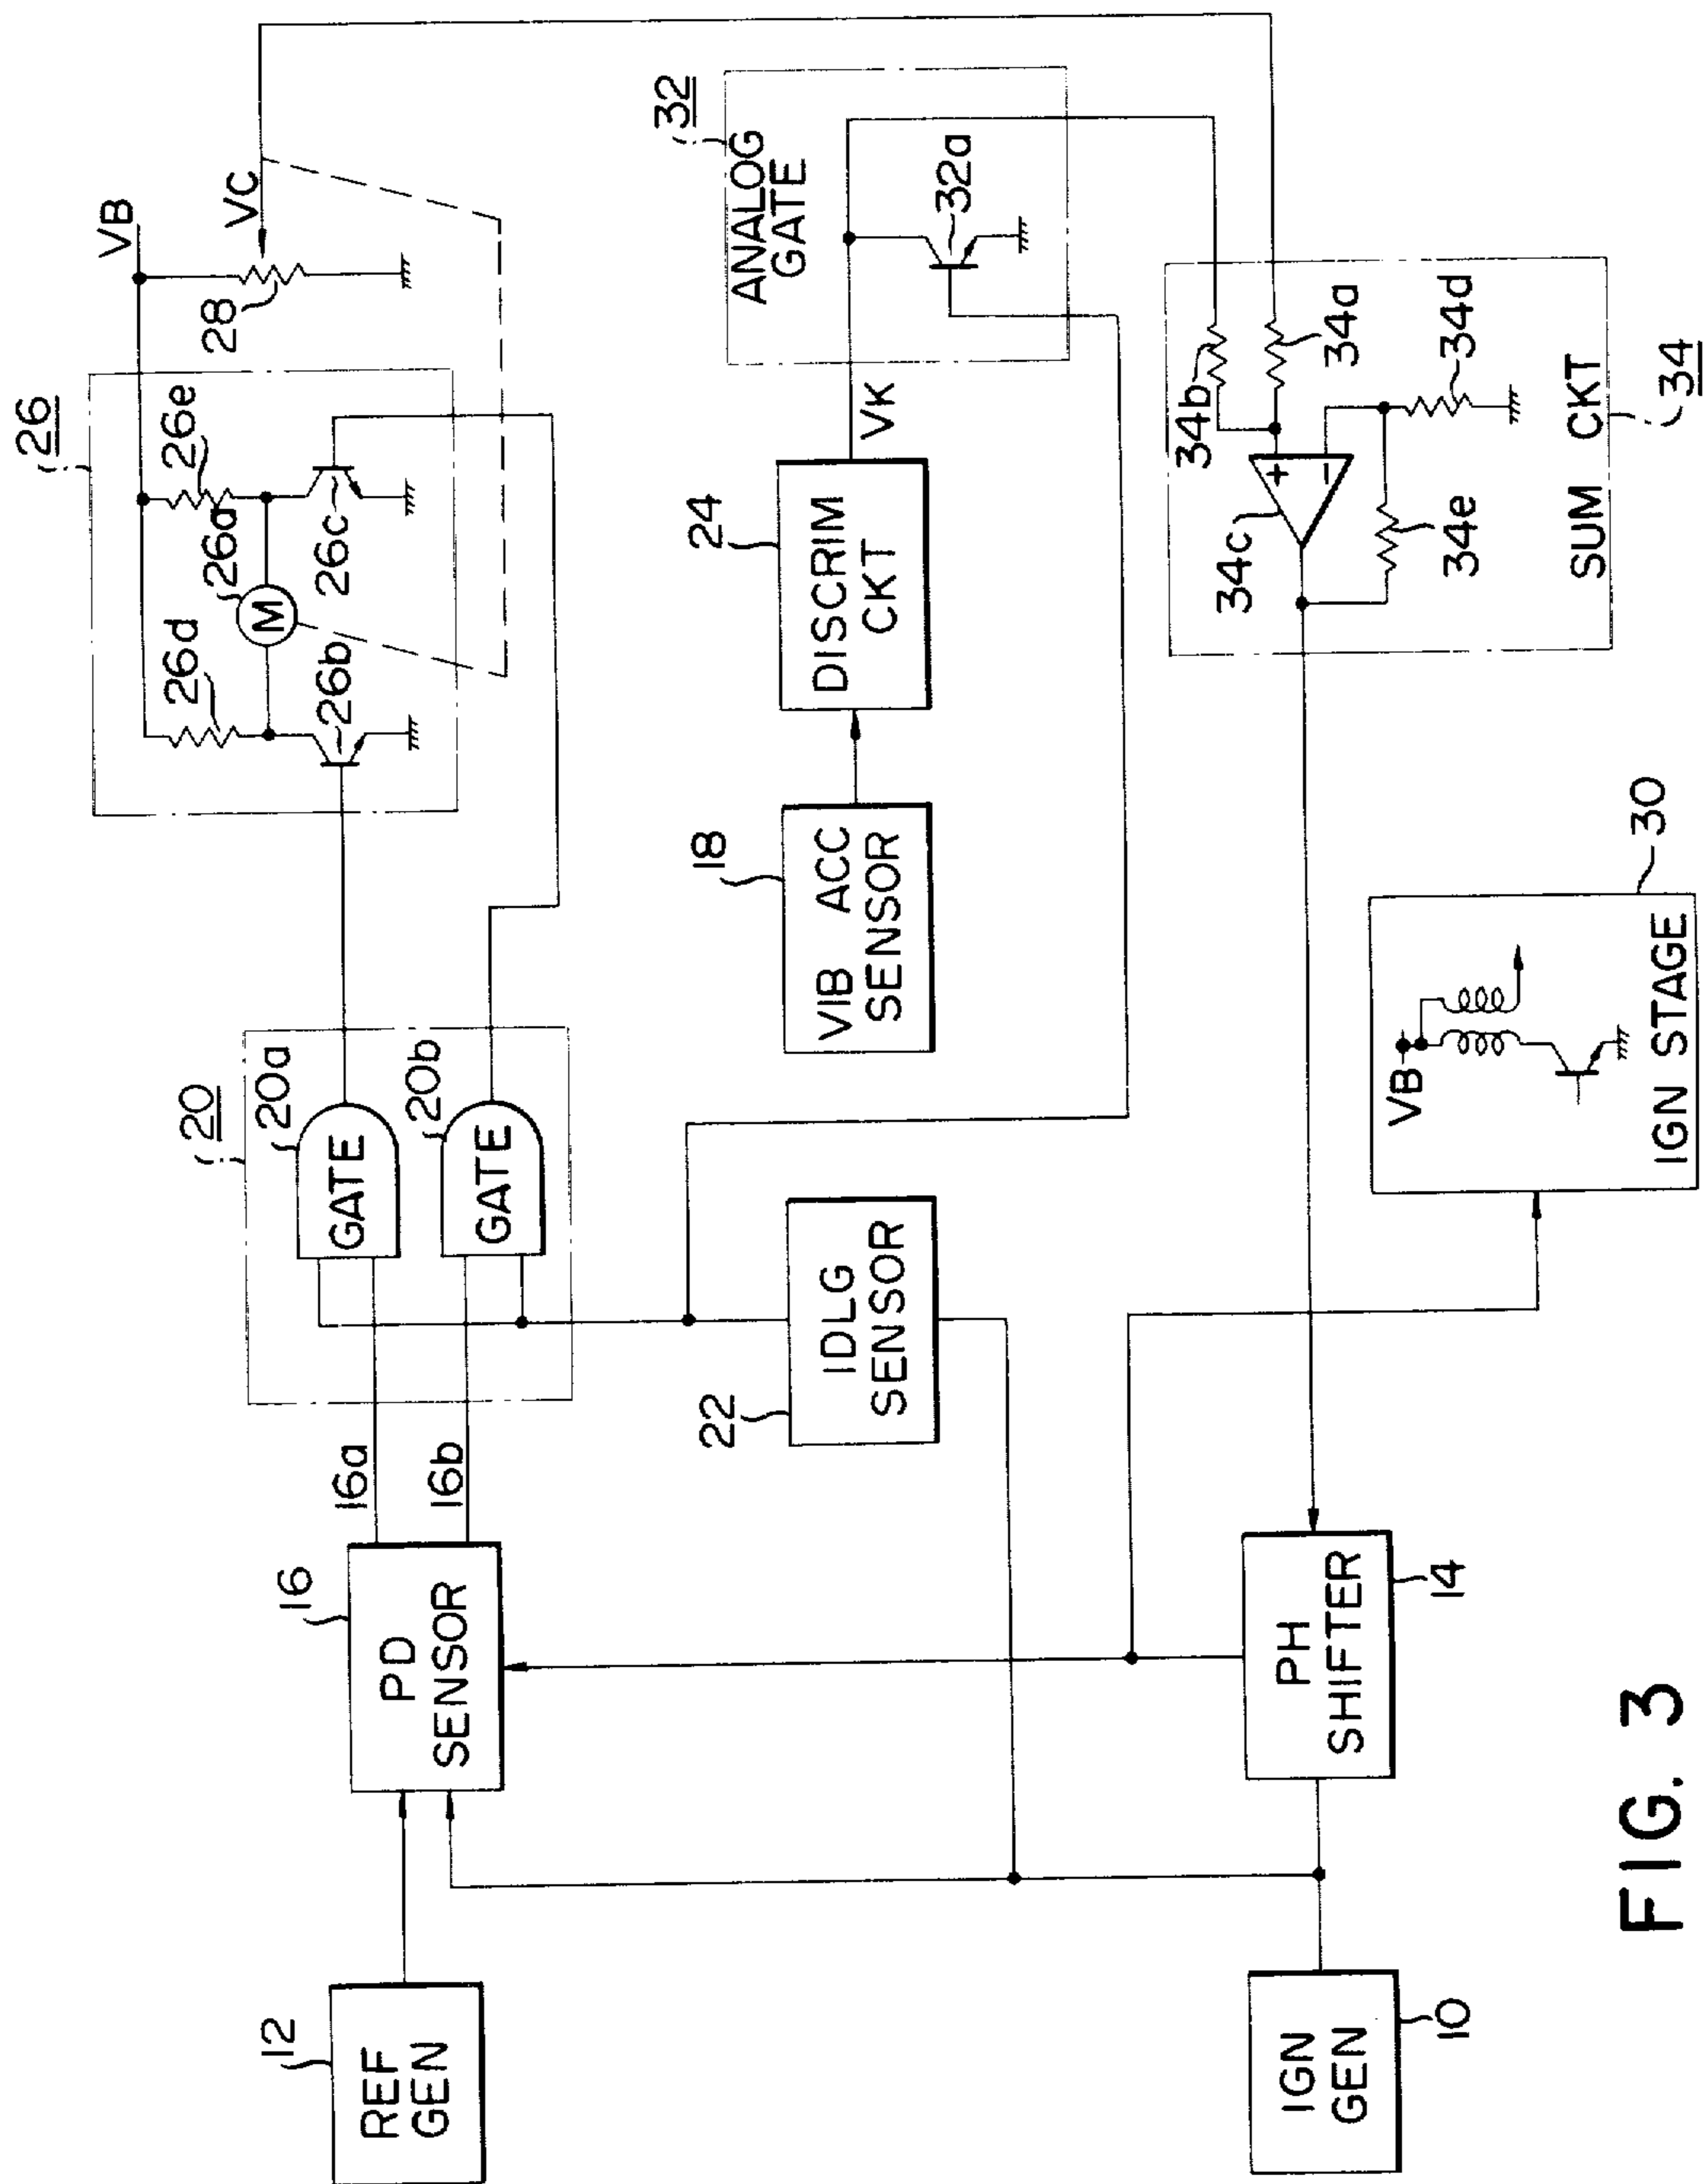 26
VB
26d
26a
26e
28
VC
M
26b
26c
20
20a
GATE
20b
GATE
12
REF
GEN
16
PD
SENSOR
16a
16b
22
IDLG
SENSOR
18
VIB ACC
SENSOR
24
DISCRIM
CKT
VK
32
ANALOG
GATE
32a
10
IGN
GEN
14
PH
SHIFTER
30
VB
IGN STAGE
34b
34a
34c
+
−
34e
34d
SUM CKT
34
FIG. 3